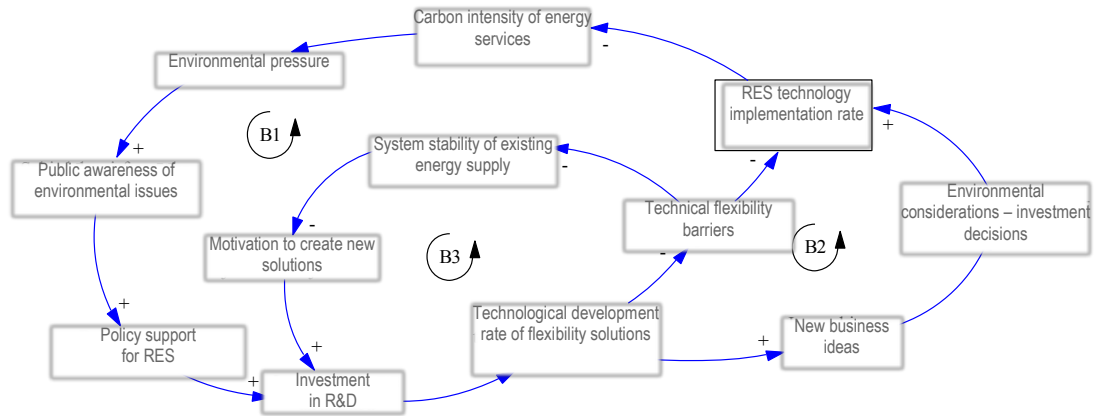 Carbon intensity of energy
services
-
Environmental pressure
RES technology
implementation rate
+
B1
+
System stability of existing
energy supply
-
-
Public awareness of
environmental issues
Environmental
considerations – investment
decisions
Technical flexibility
barriers
-
Motivation to create new
solutions
B3
B2
-
+
Technological development
rate of flexibility solutions
New business
ideas
+
Policy support
for RES
+
+
Investment
in R&D